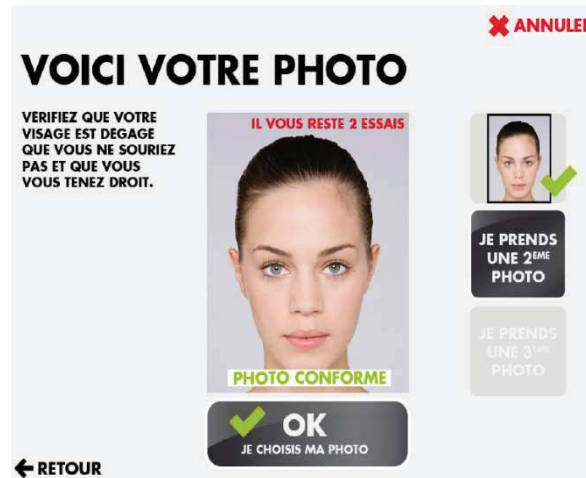 ✖ ANNULER
VOICI VOTRE PHOTO
VERIFIEZ QUE VOTRE
VISAGE EST DEGAGE
QUE VOUS NE SOURIEZ
PAS ET QUE VOUS
VOUS TENEZ DROIT.
IL VOUS RESTE 2 ESSAIS
PHOTO CONFORME
OK
JE CHOISIS MA PHOTO
JE PRENDS
UNE 2EME
PHOTO
JE PRENDS
UNE 3EME
PHOTO
RETOUR